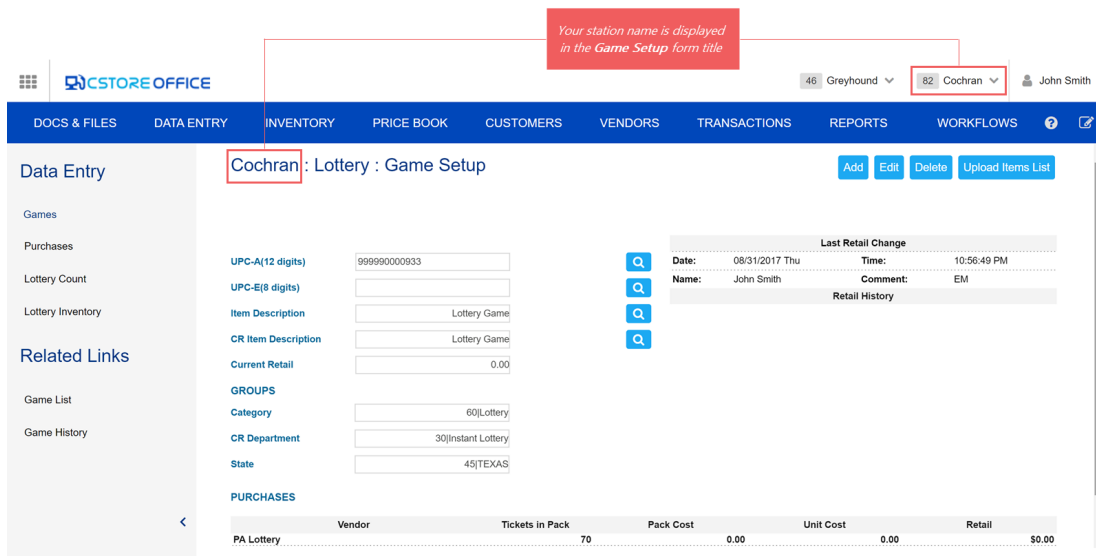 Your station name is displayed
in the Game Setup form title
CSTORE OFFICE
46 Greyhound
82 Cochran
John Smith
DOCS & FILES DATA ENTRY INVENTORY PRICE BOOK CUSTOMERS VENDORS TRANSACTIONS REPORTS WORKFLOWS ?
Data Entry
Games
Purchases
Lottery Count
Lottery Inventory
Related Links
Game List
Game History
Cochran : Lottery : Game Setup
Add Edit Delete Upload Items List
UPC-A(12 digits) 999990000933
UPC-E(8 digits)
Item Description Lottery Game
CR Item Description Lottery Game
Current Retail 0.00
GROUPS
Category 60|Lottery
CR Department 30|Instant Lottery
State 45|TEXAS
Last Retail Change
Date: 08/31/2017 Thu Time: 10:56:49 PM
Name: John Smith Comment: EM
Retail History
PURCHASES
Vendor Tickets in Pack Pack Cost Unit Cost Retail
PA Lottery 70 0.00 0.00 $0.00